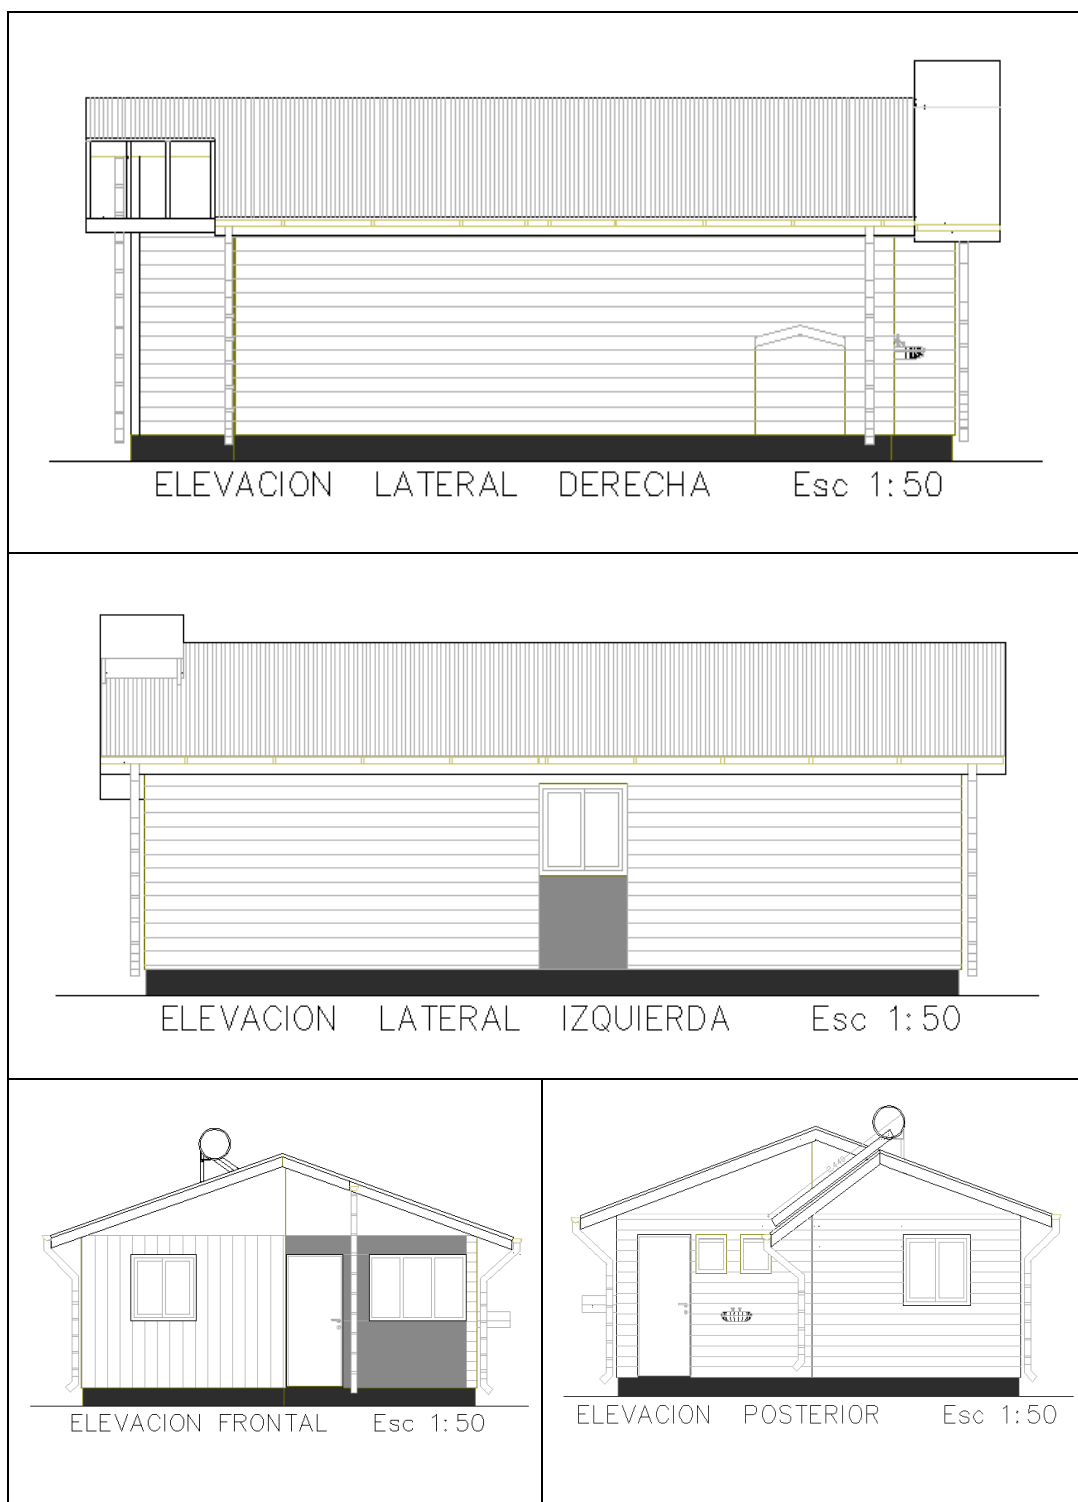 ELEVACION LATERAL DERECHA Esc 1:50
ELEVACION LATERAL IZQUIERDA Esc 1:50
ELEVACION FRONTAL Esc 1:50
ELEVACION POSTERIOR Esc 1:50